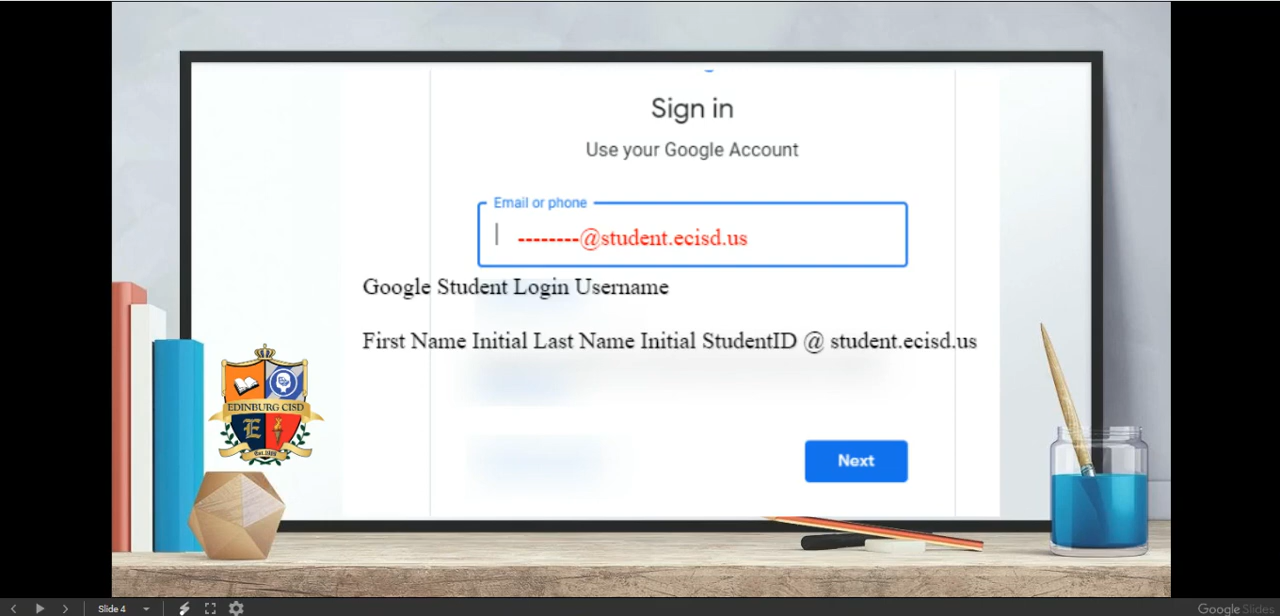 Sign in
Use your Google Account
Email or phone
--------@student.ecisd.us
Google Student Login Username
First Name Initial Last Name Initial StudentID @ student.ecisd.us
EDINBURG CISD
E
Next
Slide 4
Google Slides